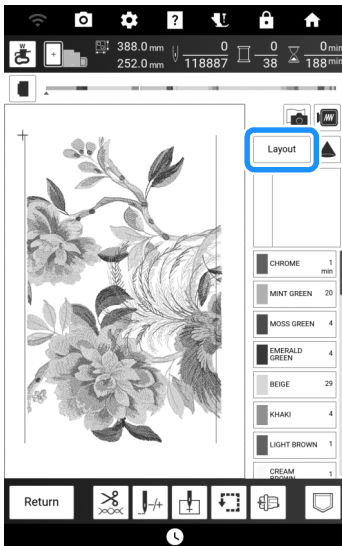 ?
W
388.0 mm
252.0 mm
0
118887
0
38
0 min
188 min
Layout
CHROME 1 min
MINT GREEN 20
MOSS GREEN 4
EMERALD GREEN 4
BEIGE 29
KHAKI 4
LIGHT BROWN 1
CREAM BROWN 1
Return
-/+